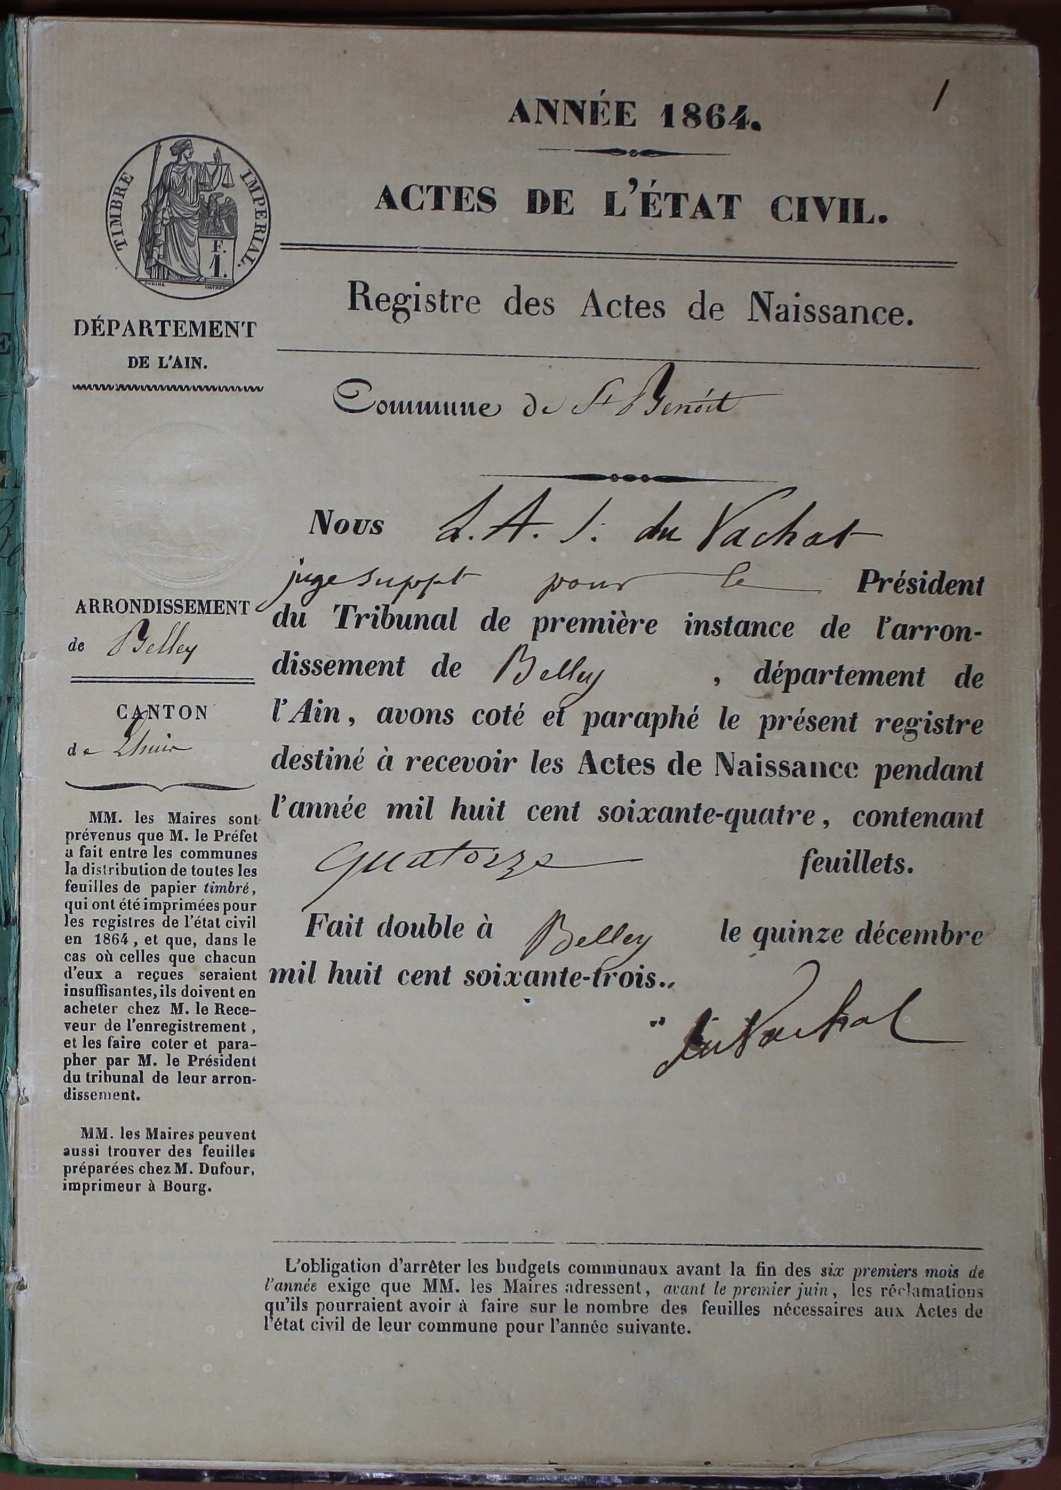 1
ANNÉE 1864.
ACTES DE L'ÉTAT CIVIL.
TIMBRE IMPERIAL.
F.
1.
Registre des Actes de Naissance.
DÉPARTEMENT
DE L'AIN.
Commune de St Benoit
Nous L. A. J. du Vachat
juge suppt pour le Président
du Tribunal de première instance de l'arron-
dissement de Belley, département de
l'Ain, avons coté et paraphé le présent registre
destiné à recevoir les Actes de Naissance pendant
l'année mil huit cent soixante-quatre, contenant
quatorze feuillets.
Fait double à Belley le quinze décembre
mil huit cent soixante-trois.
du Vachat
ARRONDISSEMENT
de Belley
CANTON
de Lhuis
MM. les Maires sont
prévenus que M. le Préfet
a fait entre les communes
la distribution de toutes les
feuilles de papier timbré,
qui ont été imprimées pour
les registres de l'état civil
en 1864, et que, dans le
cas où celles que chacun
d'eux a reçues seraient
insuffisantes, ils doivent en
acheter chez M. le Rece-
veur de l'enregistrement,
et les faire coter et para-
pher par M. le Président
du tribunal de leur arron-
dissement.
MM. les Maires peuvent
aussi trouver des feuilles
préparées chez M. Dufour,
imprimeur à Bourg.
L'obligation d'arrêter les budgets communaux avant la fin des six premiers mois de
l'année exige que MM. les Maires adressent, avant le premier juin, les réclamations
qu'ils pourraient avoir à faire sur le nombre des feuilles nécessaires aux Actes de
l'état civil de leur commune pour l'année suivante.